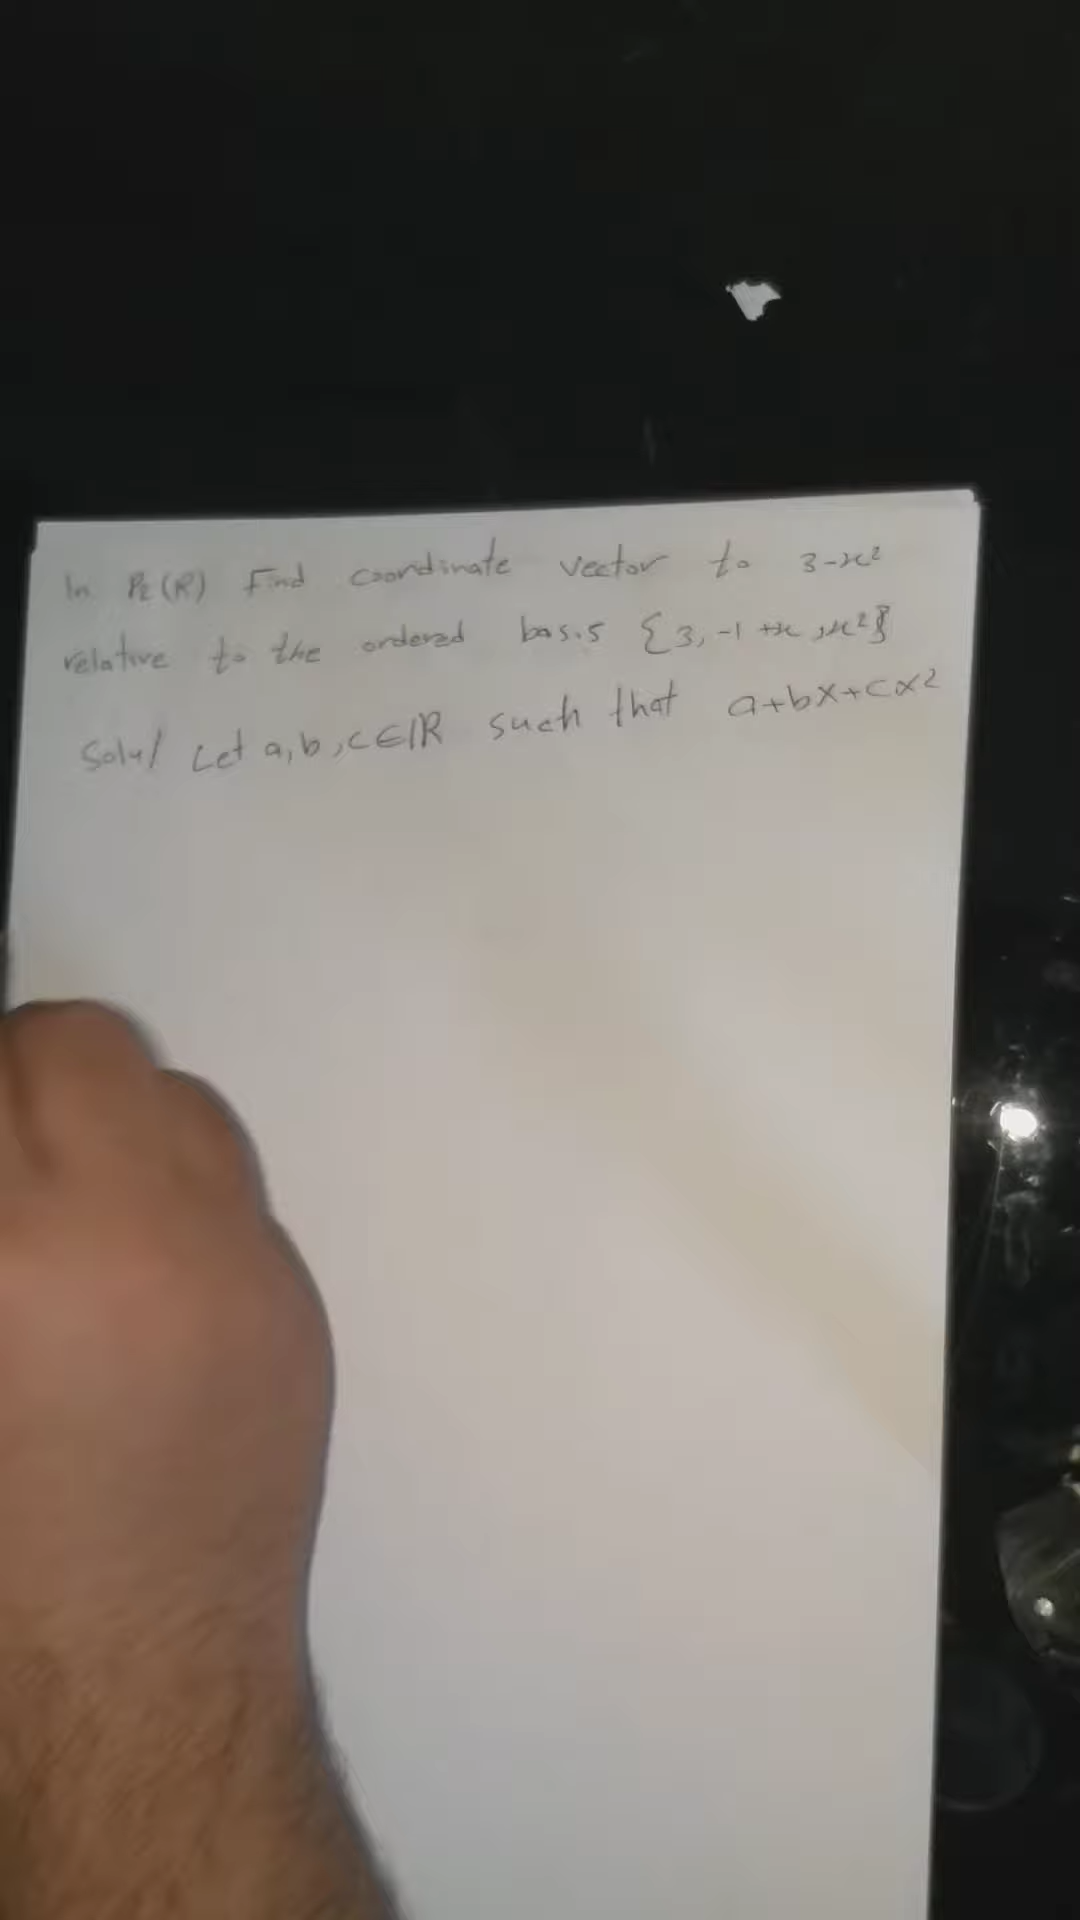 In P2(R) Find coordinate vector to 3-x²
relative to the ordered basis {3, -1+x, x²}
Solu/ Let a,b,c∈IR such that a+bx+cx2